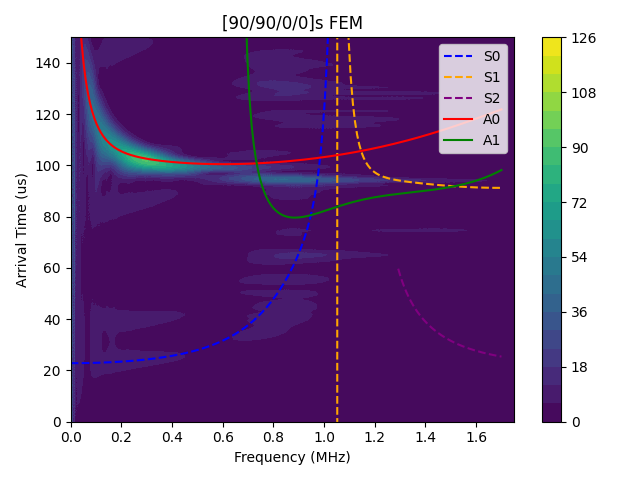 [90/90/0/0]s FEM
S0
S1
S2
A0
A1
Arrival Time (us)
140
120
100
80
60
40
20
0
0.0 0.2 0.4 0.6 0.8 1.0 1.2 1.4 1.6
Frequency (MHz)
126
108
90
72
54
36
18
0